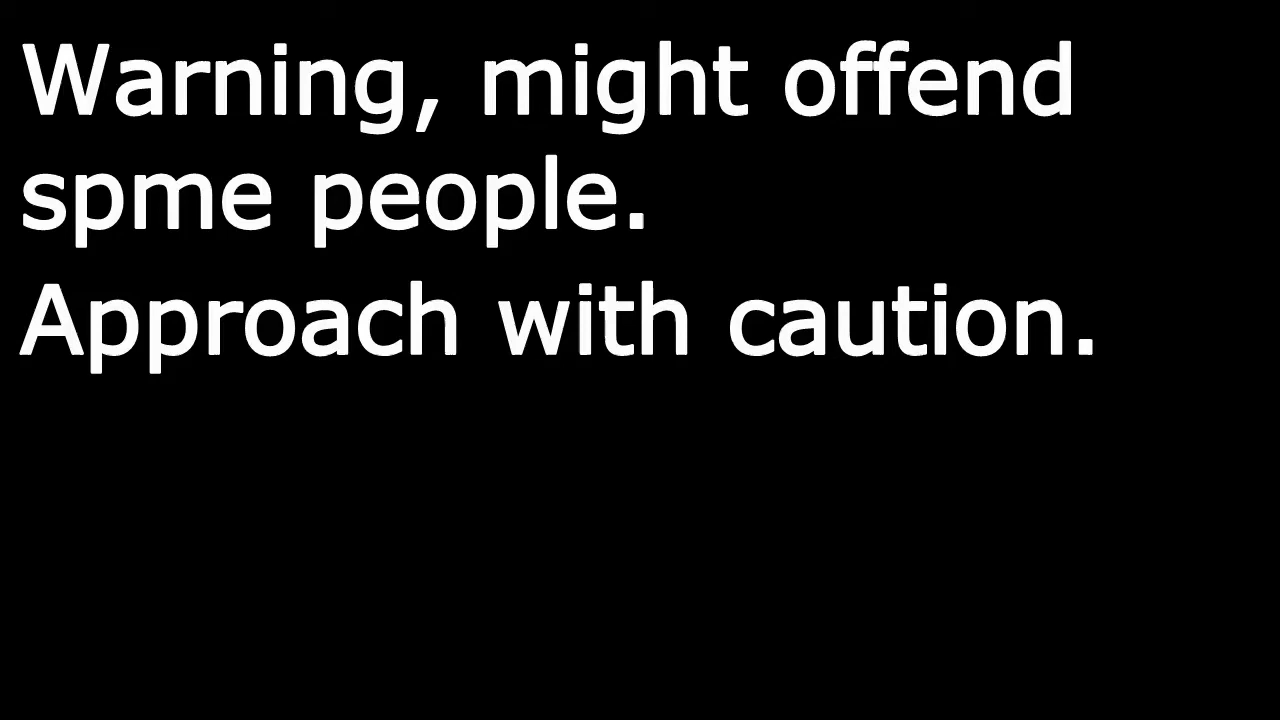 Warning, might offend
spme people.
Approach with caution.